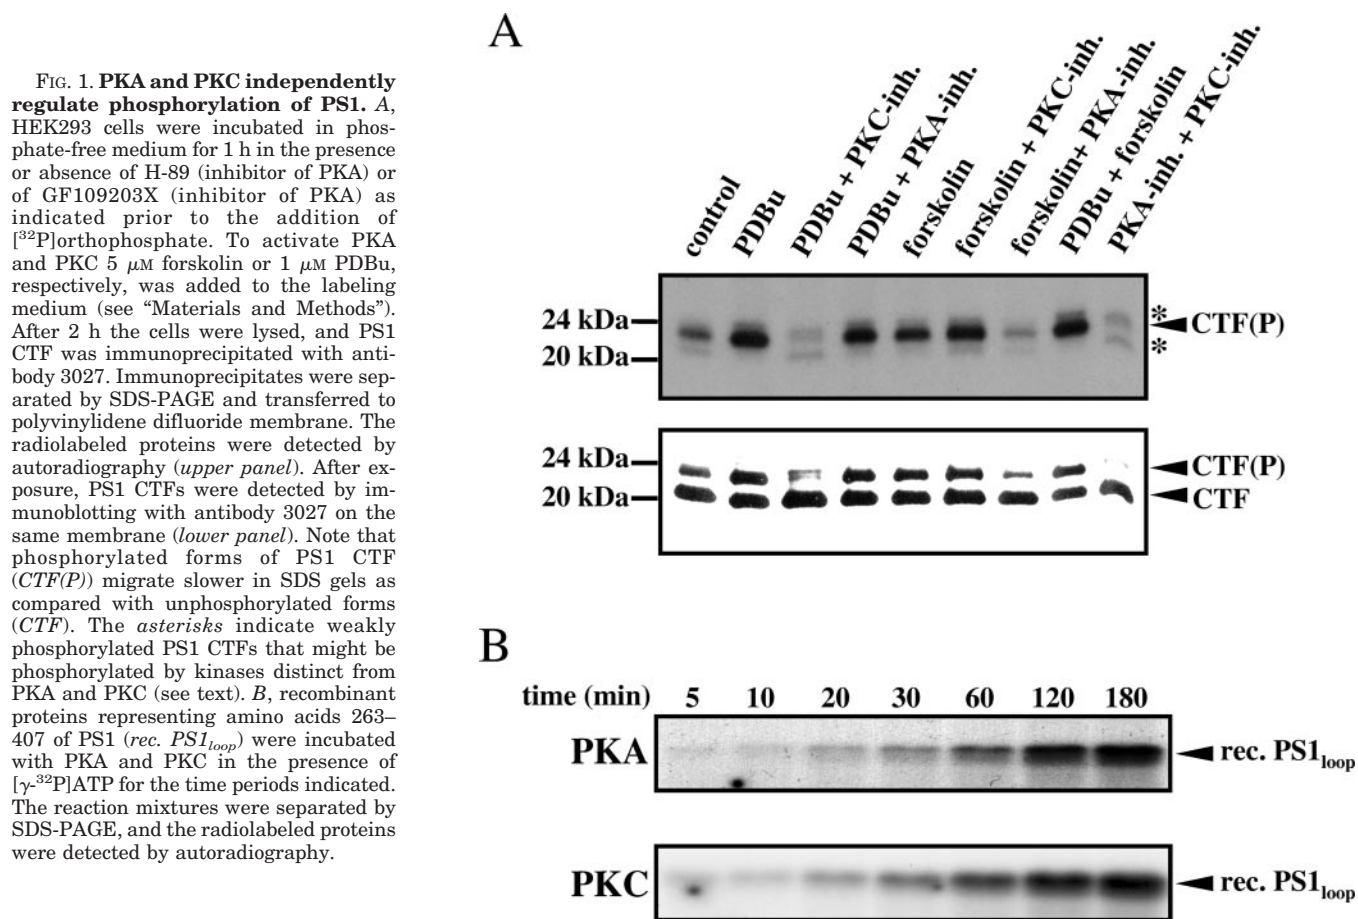 FIG. 1. PKA and PKC independently
regulate phosphorylation of PS1. A,
HEK293 cells were incubated in phos-
phate-free medium for 1 h in the presence
or absence of H-89 (inhibitor of PKA) or
of GF109203X (inhibitor of PKA) as
indicated prior to the addition of
[³²P]orthophosphate. To activate PKA
and PKC 5 μM forskolin or 1 μM PDBu,
respectively, was added to the labeling
medium (see “Materials and Methods”).
After 2 h the cells were lysed, and PS1
CTF was immunoprecipitated with anti-
body 3027. Immunoprecipitates were sep-
arated by SDS-PAGE and transferred to
polyvinylidene difluoride membrane. The
radiolabeled proteins were detected by
autoradiography (upper panel). After ex-
posure, PS1 CTFs were detected by im-
munoblotting with antibody 3027 on the
same membrane (lower panel). Note that
phosphorylated forms of PS1 CTF
(CTF(P)) migrate slower in SDS gels as
compared with unphosphorylated forms
(CTF). The asterisks indicate weakly
phosphorylated PS1 CTFs that might be
phosphorylated by kinases distinct from
PKA and PKC (see text). B, recombinant
proteins representing amino acids 263–
407 of PS1 (rec. PS1loop) were incubated
with PKA and PKC in the presence of
[γ-³²P]ATP for the time periods indicated.
The reaction mixtures were separated by
SDS-PAGE, and the radiolabeled proteins
were detected by autoradiography.
A
control
PDBu
PDBu + PKC-inh.
PDBu + PKA-inh.
forskolin
forskolin + PKC-inh.
forskolin+ PKA-inh.
PDBu + forskolin
PKA-inh. + PKC-inh.
24 kDa
*
CTF(P)
20 kDa
*
24 kDa
CTF(P)
20 kDa
CTF
B
time (min) 5 10 20 30 60 120 180
PKA
rec. PS1loop
PKC
rec. PS1loop